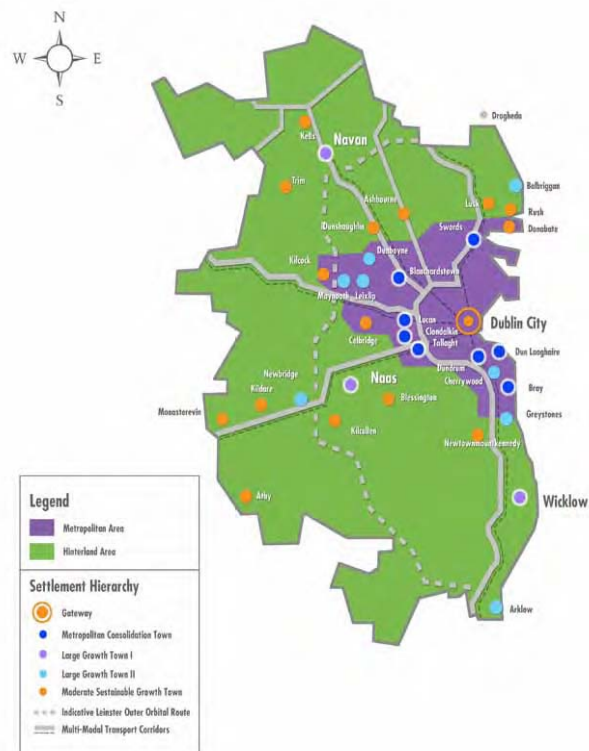 N
W E
S
Drogheda
Kells
Navan
Trim
Balbriggan
Ashbourne
Lusk
Rush
Dunshaughlin
Swords
Donabate
Kilcock
Dunboyne
Blanchardstown
Maynooth
Leixlip
Lucan
Dublin City
Celbridge
Clondalkin
Tallaght
Dun Laoghaire
Dundrum
Newbridge
Naas
Cherrywood
Bray
Kildare
Monasterevin
Blessington
Greystones
Kilcullen
Newtownmountkennedy
Athy
Wicklow
Arklow
Legend
Metropolitan Area
Hinterland Area
Settlement Hierarchy
Gateway
Metropolitan Consolidation Town
Large Growth Town I
Large Growth Town II
Moderate Sustainable Growth Town
Indicative Leinster Outer Orbital Route
Multi-Modal Transport Corridors